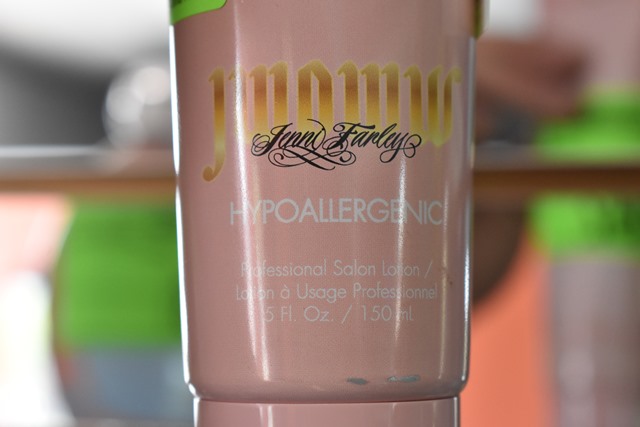 JWOWW
Jenni Farley
HYPOALLERGENIC
Professional Salon Lotion /
Lotion à Usage Professionnel
5 Fl. Oz. / 150 ml